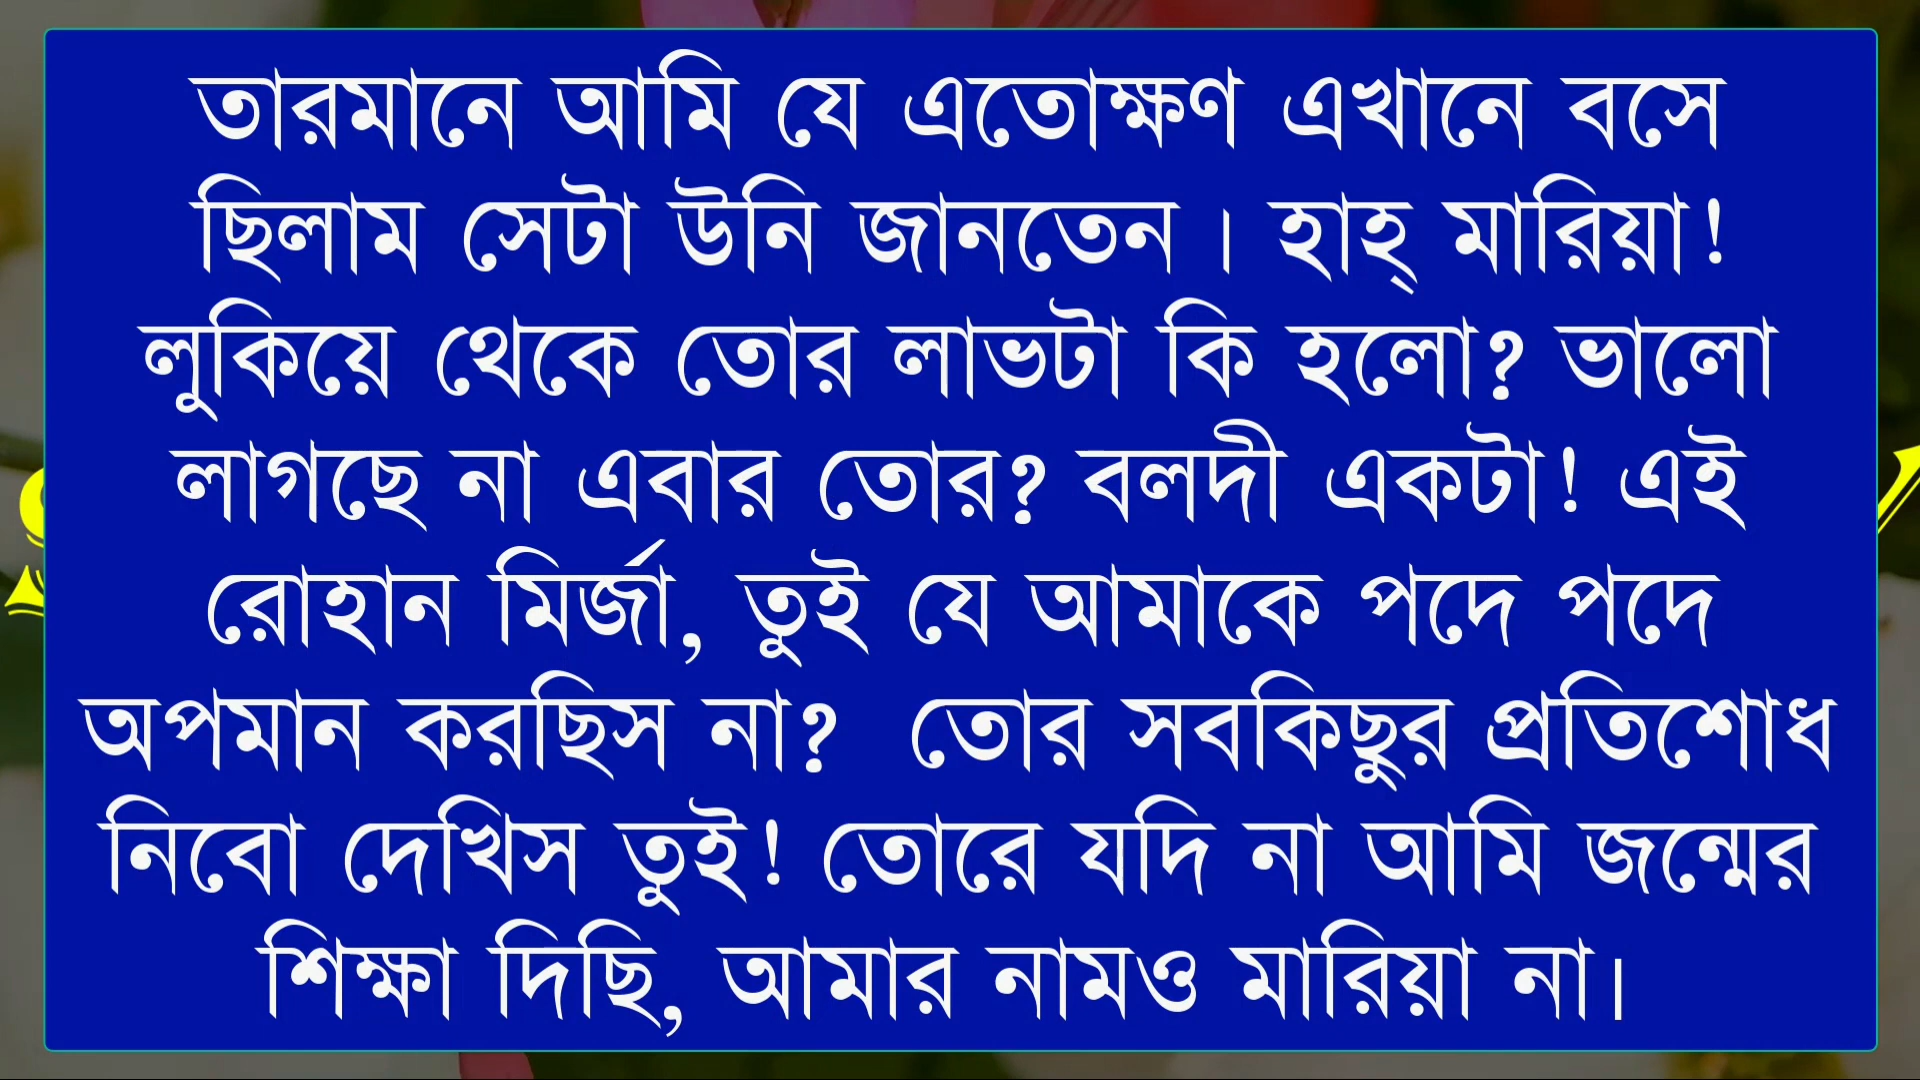 তারমানে আমি যে এতোক্ষণ এখানে বসে
ছিলাম সেটা উনি জানতেন । হাহ্ মারিয়া!
লুকিয়ে থেকে তোর লাভটা কি হলো? ভালো
লাগছে না এবার তোর? বলদী একটা! এই
রোহান মির্জা, তুই যে আমাকে পদে পদে
অপমান করছিস না? তোর সবকিছুর প্রতিশোধ
নিবো দেখিস তুই! তোরে যদি না আমি জন্মের
শিক্ষা দিছি, আমার নামও মারিয়া না।